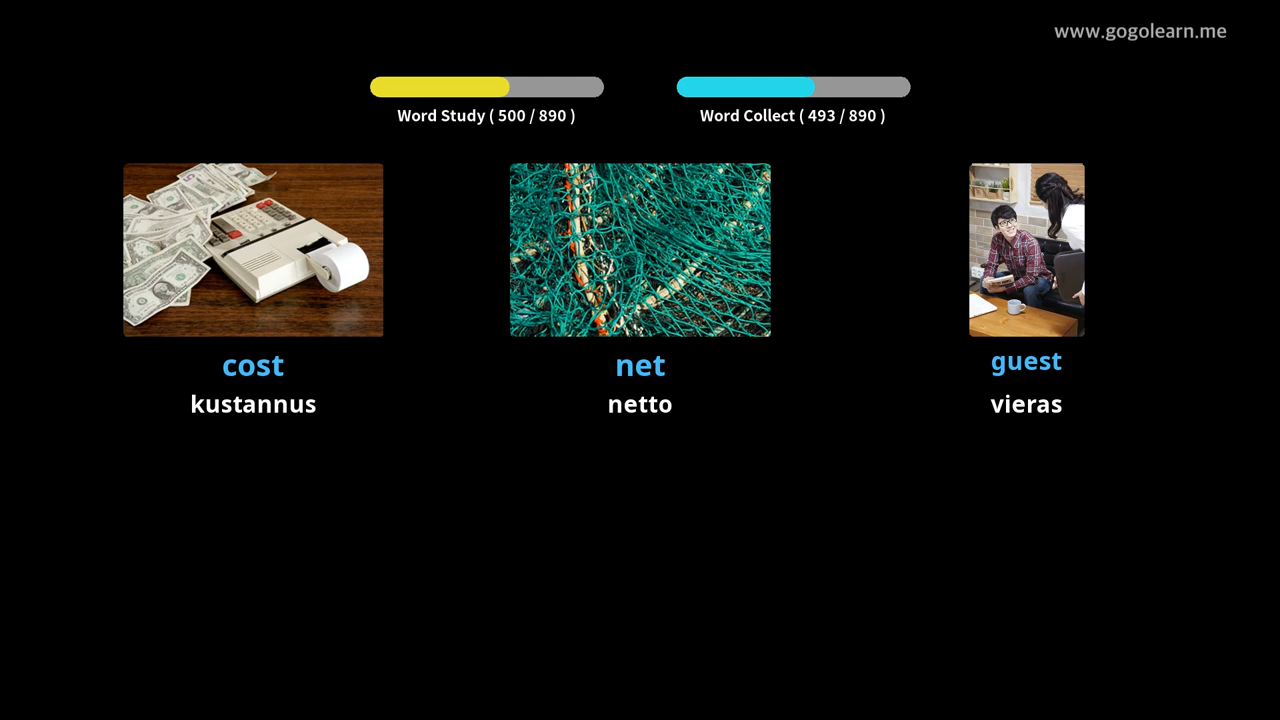 www.gogolearn.me
Word Study ( 500 / 890 )
Word Collect ( 493 / 890 )
cost
kustannus
net
netto
guest
vieras